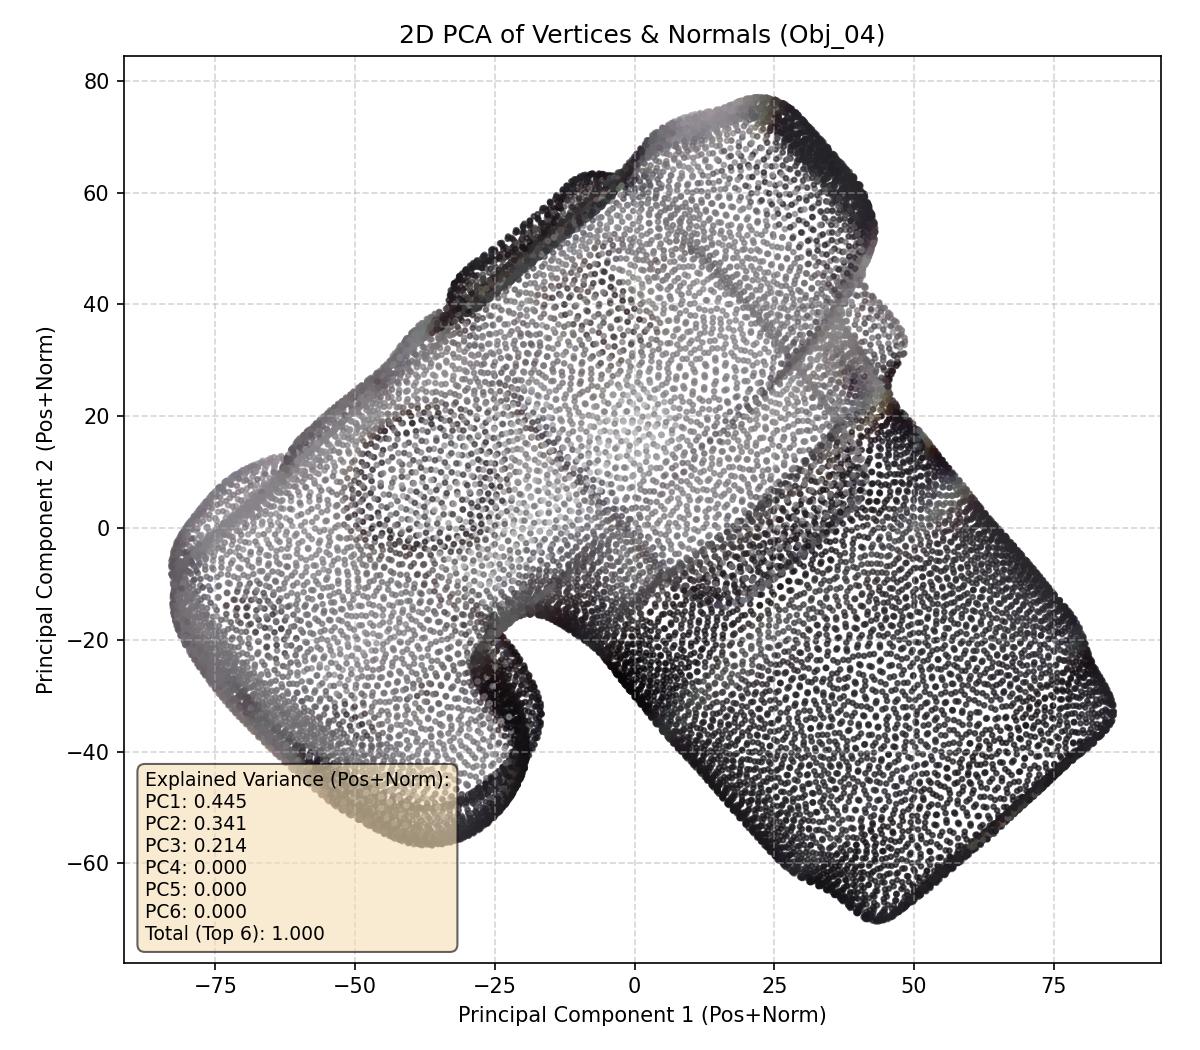 2D PCA of Vertices & Normals (Obj_04)
80
60
40
20
0
−20
−40
−60
Principal Component 2 (Pos+Norm)
Explained Variance (Pos+Norm):
PC1: 0.445
PC2: 0.341
PC3: 0.214
PC4: 0.000
PC5: 0.000
PC6: 0.000
Total (Top 6): 1.000
−75 −50 −25 0 25 50 75
Principal Component 1 (Pos+Norm)